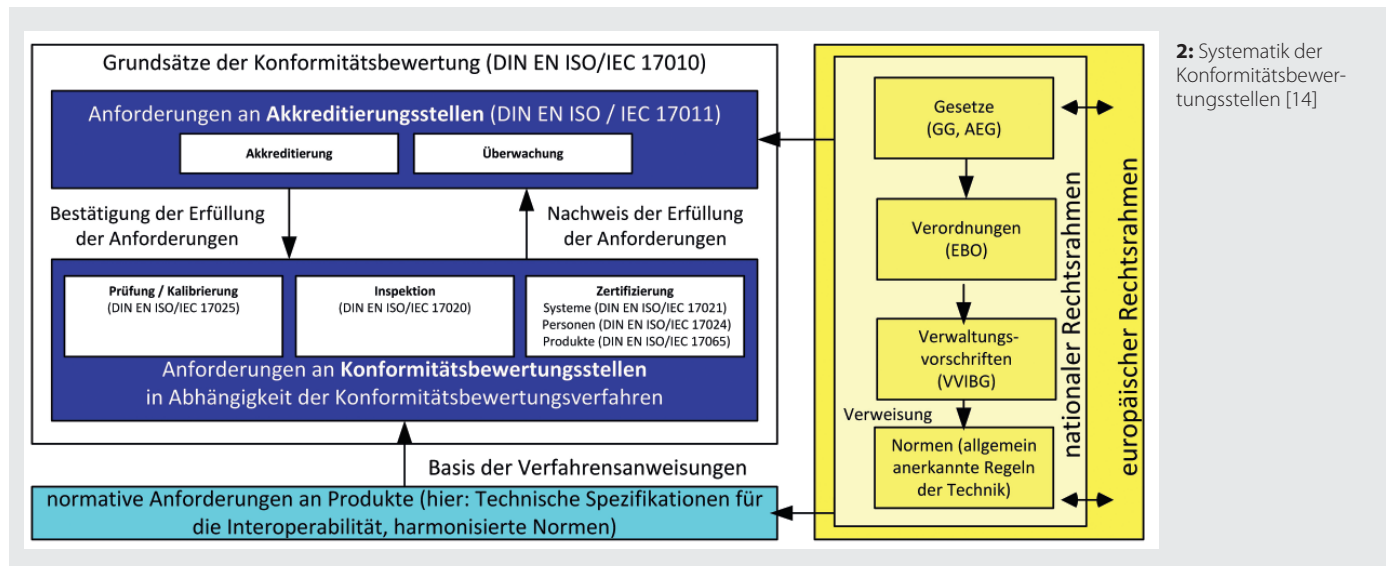 Grundsätze der Konformitätsbewertung (DIN EN ISO/IEC 17010)
Anforderungen an Akkreditierungsstellen (DIN EN ISO / IEC 17011)
Akkreditierung
Überwachung
Bestätigung der Erfüllung
der Anforderungen
Nachweis der Erfüllung
der Anforderungen
Prüfung / Kalibrierung
(DIN EN ISO/IEC 17025)
Inspektion
(DIN EN ISO/IEC 17020)
Zertifizierung
Systeme (DIN EN ISO/IEC 17021)
Personen (DIN EN ISO/IEC 17024)
Produkte (DIN EN ISO/IEC 17065)
Anforderungen an Konformitätsbewertungsstellen
in Abhängigkeit der Konformitätsbewertungsverfahren
Basis der Verfahrensanweisungen
normative Anforderungen an Produkte (hier: Technische Spezifikationen für
die Interoperabilität, harmonisierte Normen)
Gesetze
(GG, AEG)
Verordnungen
(EBO)
Verwaltungs-
vorschriften
(VVIBG)
Verweisung
Normen (allgemein
anerkannte Regeln
der Technik)
nationaler Rechtsrahmen
europäischer Rechtsrahmen
2: Systematik der
Konformitätsbewer-
tungsstellen [14]